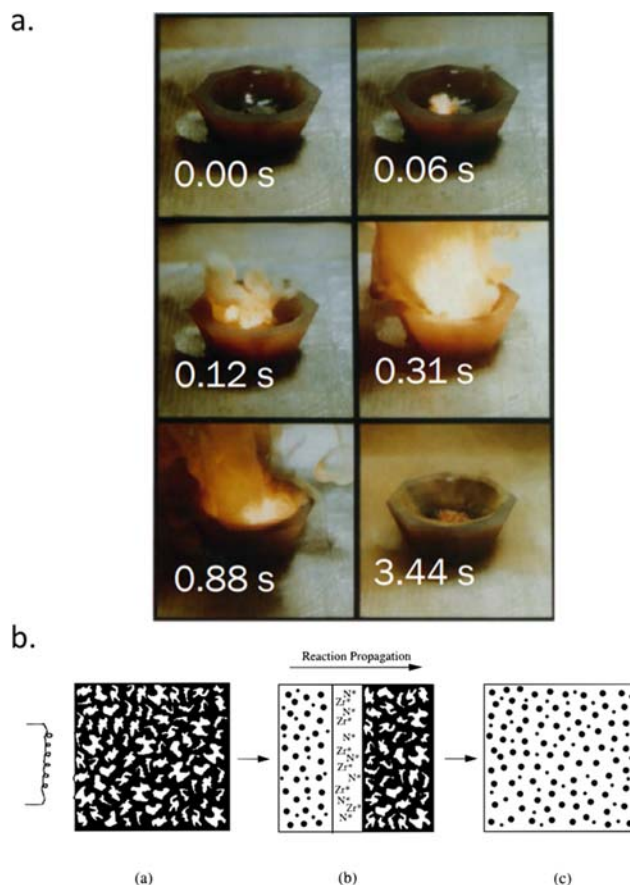 a.
0.00 s
0.06 s
0.12 s
0.31 s
0.88 s
3.44 s
b.
Reaction Propagation
N*
Zr*
N*
Zr*
N*
Zr*
N*
Zr*
Zr*
N*
Zr*
N*
(a)
(b)
(c)